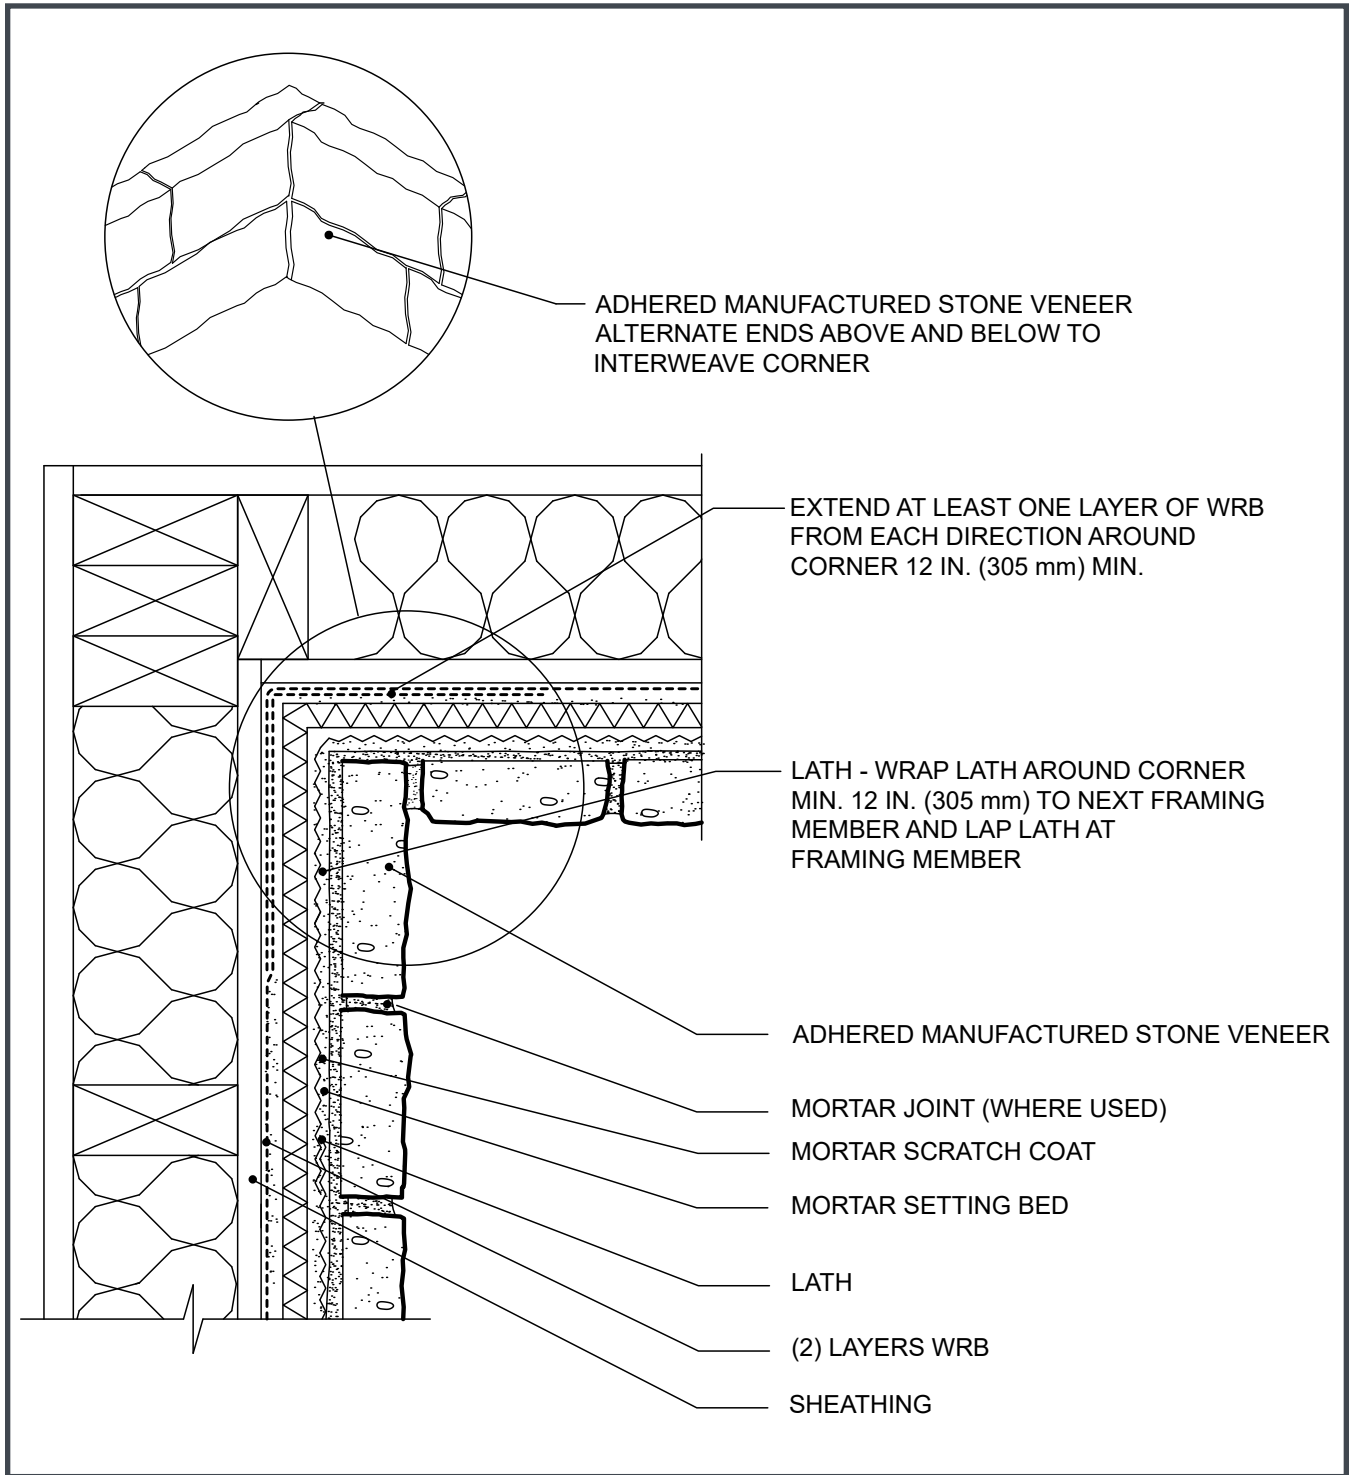 ADHERED MANUFACTURED STONE VENEER
ALTERNATE ENDS ABOVE AND BELOW TO
INTERWEAVE CORNER
EXTEND AT LEAST ONE LAYER OF WRB
FROM EACH DIRECTION AROUND
CORNER 12 IN. (305 mm) MIN.
LATH - WRAP LATH AROUND CORNER
MIN. 12 IN. (305 mm) TO NEXT FRAMING
MEMBER AND LAP LATH AT
FRAMING MEMBER
ADHERED MANUFACTURED STONE VENEER
MORTAR JOINT (WHERE USED)
MORTAR SCRATCH COAT
MORTAR SETTING BED
LATH
(2) LAYERS WRB
SHEATHING